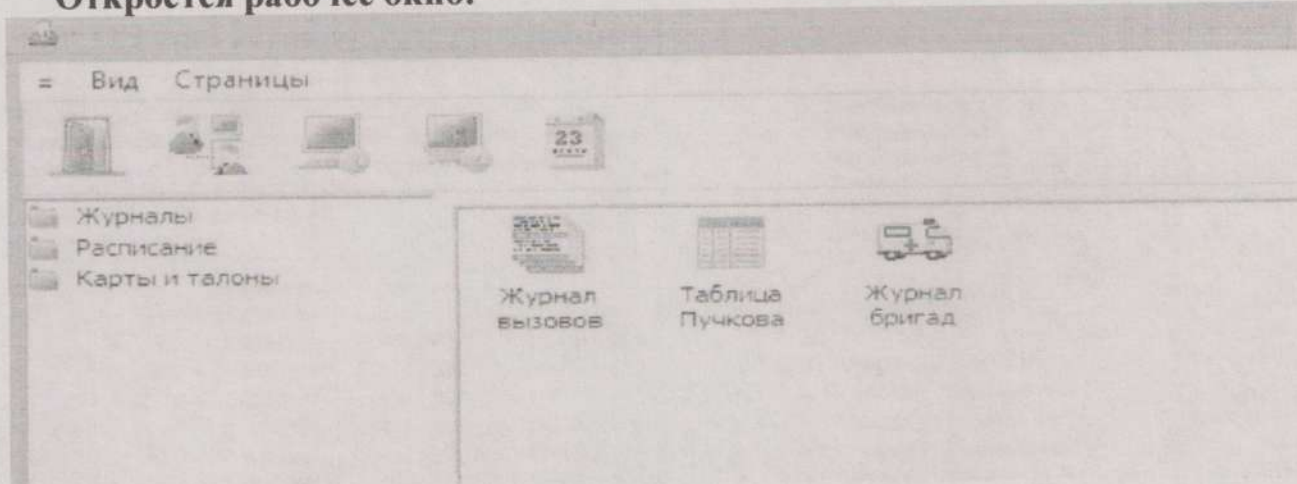 Откроется рабочее окно:
= Вид Страницы
23
Журналы
Расписание
Карты и талоны
Журнал
вызовов
Таблица
Пучкова
Журнал
бригад